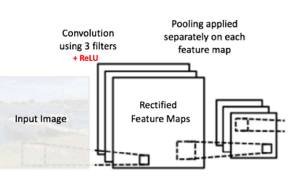 Convolution
using 3 filters
+ ReLU
Pooling applied
separately on each
feature map
Input Image
Rectified
Feature Maps